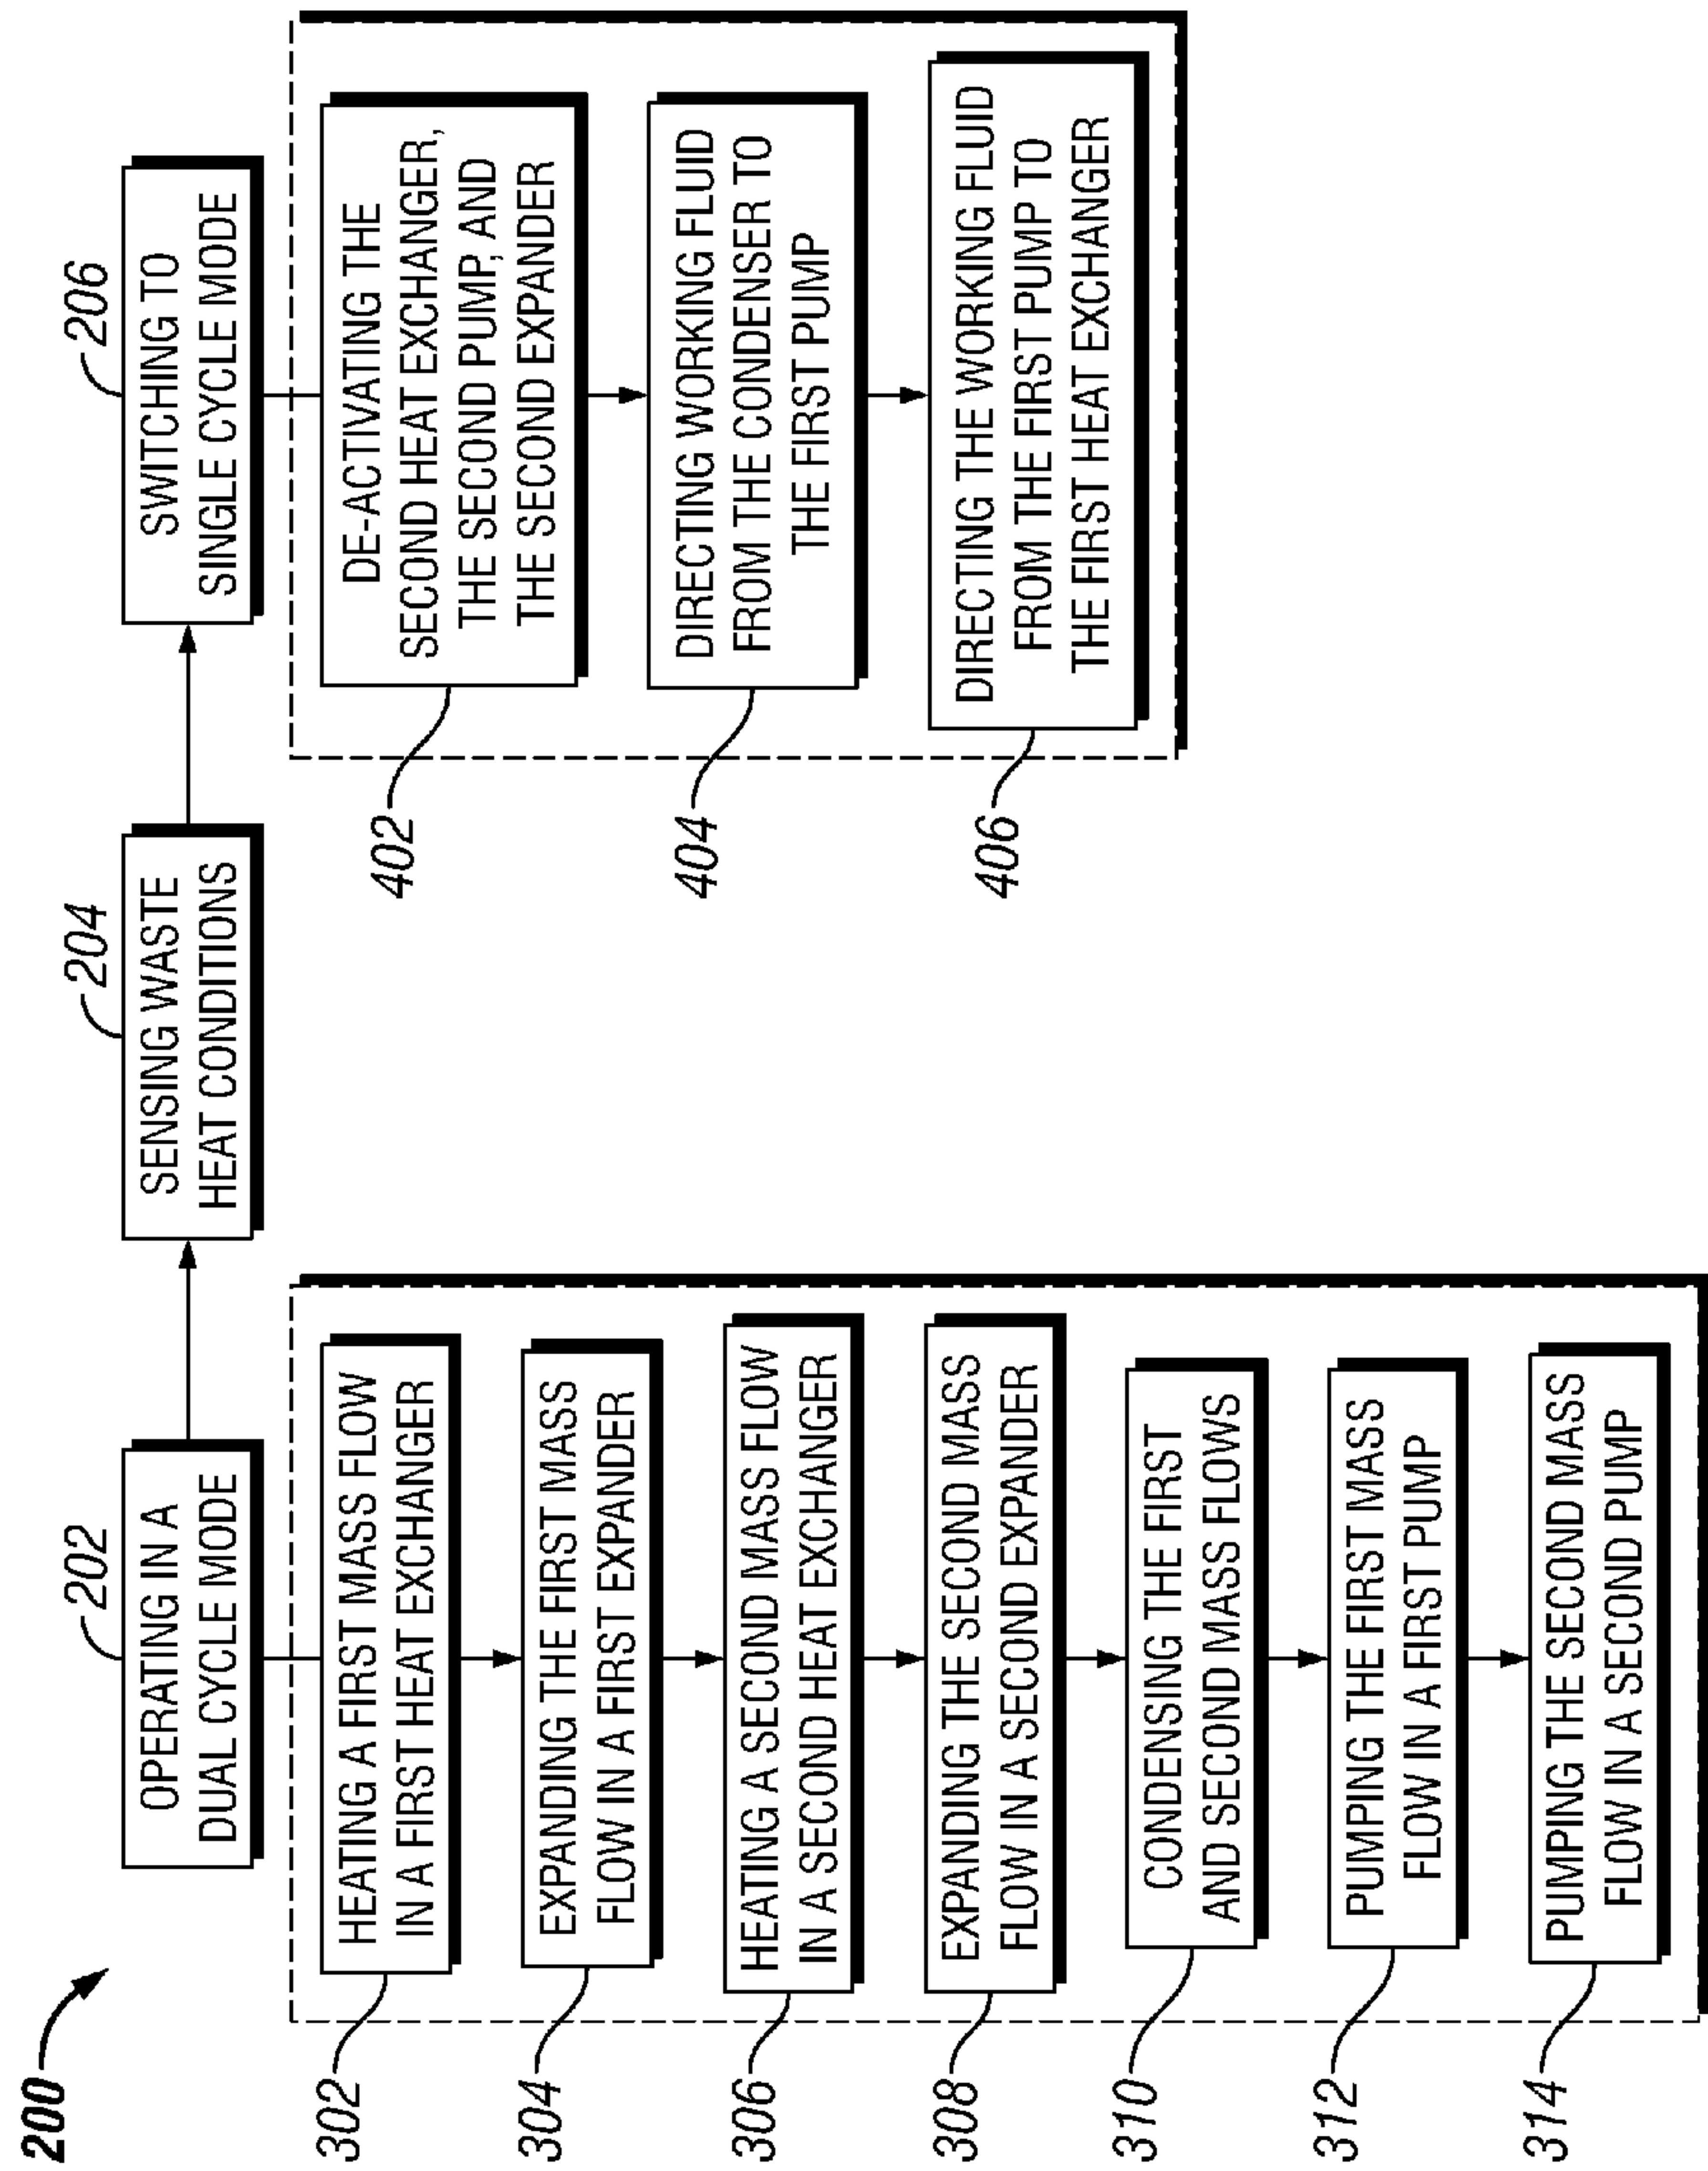 200
202
OPERATING IN A
DUAL CYCLE MODE
204
SENSING WASTE
HEAT CONDITIONS
206
SWITCHING TO
SINGLE CYCLE MODE
302
HEATING A FIRST MASS FLOW
IN A FIRST HEAT EXCHANGER
304
EXPANDING THE FIRST MASS
FLOW IN A FIRST EXPANDER
306
HEATING A SECOND MASS FLOW
IN A SECOND HEAT EXCHANGER
308
EXPANDING THE SECOND MASS
FLOW IN A SECOND EXPANDER
310
CONDENSING THE FIRST
AND SECOND MASS FLOWS
312
PUMPING THE FIRST MASS
FLOW IN A FIRST PUMP
314
PUMPING THE SECOND MASS
FLOW IN A SECOND PUMP
402
DE-ACTIVATING THE
SECOND HEAT EXCHANGER,
THE SECOND PUMP, AND
THE SECOND EXPANDER
404
DIRECTING WORKING FLUID
FROM THE CONDENSER TO
THE FIRST PUMP
406
DIRECTING THE WORKING FLUID
FROM THE FIRST PUMP TO
THE FIRST HEAT EXCHANGER